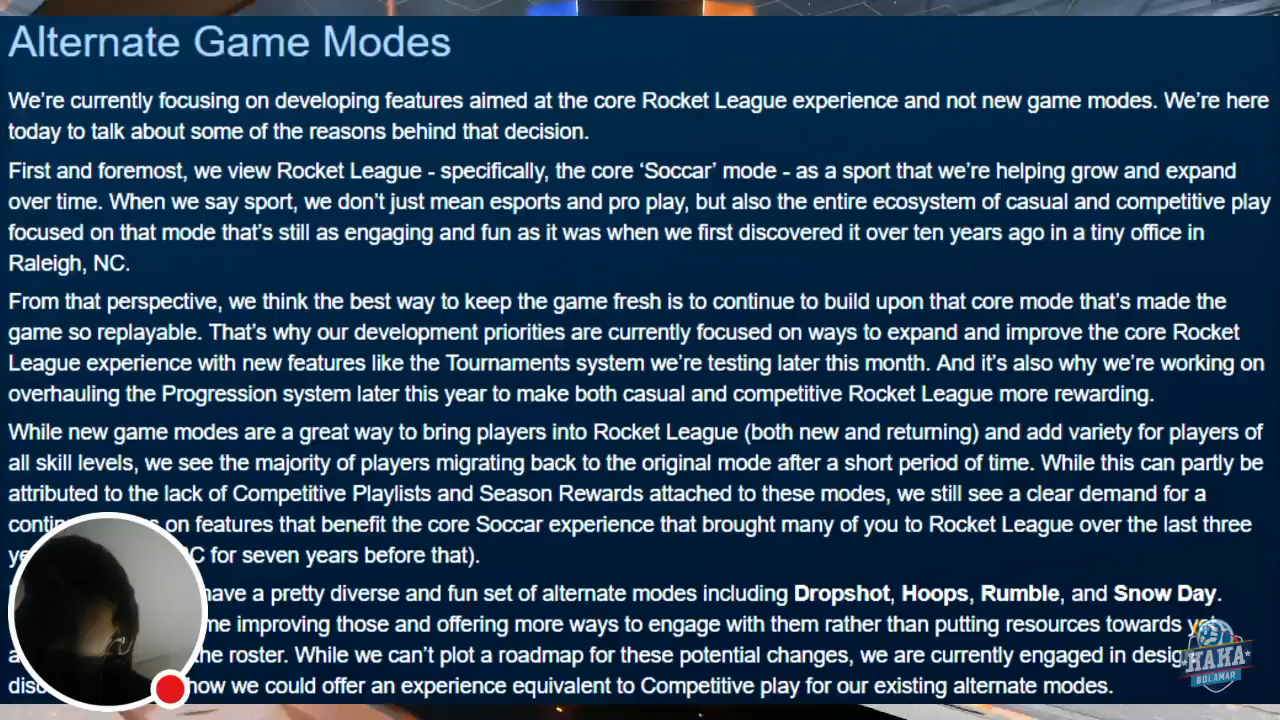 Alternate Game Modes
We're currently focusing on developing features aimed at the core Rocket League experience and not new game modes. We're here
today to talk about some of the reasons behind that decision.
First and foremost, we view Rocket League - specifically, the core ‘Soccar’ mode - as a sport that we're helping grow and expand
over time. When we say sport, we don't just mean esports and pro play, but also the entire ecosystem of casual and competitive play
focused on that mode that's still as engaging and fun as it was when we first discovered it over ten years ago in a tiny office in
Raleigh, NC.
From that perspective, we think the best way to keep the game fresh is to continue to build upon that core mode that's made the
game so replayable. That's why our development priorities are currently focused on ways to expand and improve the core Rocket
League experience with new features like the Tournaments system we're testing later this month. And it's also why we're working on
overhauling the Progression system later this year to make both casual and competitive Rocket League more rewarding.
While new game modes are a great way to bring players into Rocket League (both new and returning) and add variety for players of
all skill levels, we see the majority of players migrating back to the original mode after a short period of time. While this can partly be
attributed to the lack of Competitive Playlists and Season Rewards attached to these modes, we still see a clear demand for a
on features that benefit the core Soccar experience that brought many of you to Rocket League over the last three
for seven years before that).
have a pretty diverse and fun set of alternate modes including Dropshot, Hoops, Rumble, and Snow Day.
improving those and offering more ways to engage with them rather than putting resources towards
the roster. While we can't plot a roadmap for these potential changes, we are currently engaged in
how we could offer an experience equivalent to Competitive play for our existing alternate modes.
KAKA
BOLAMAR